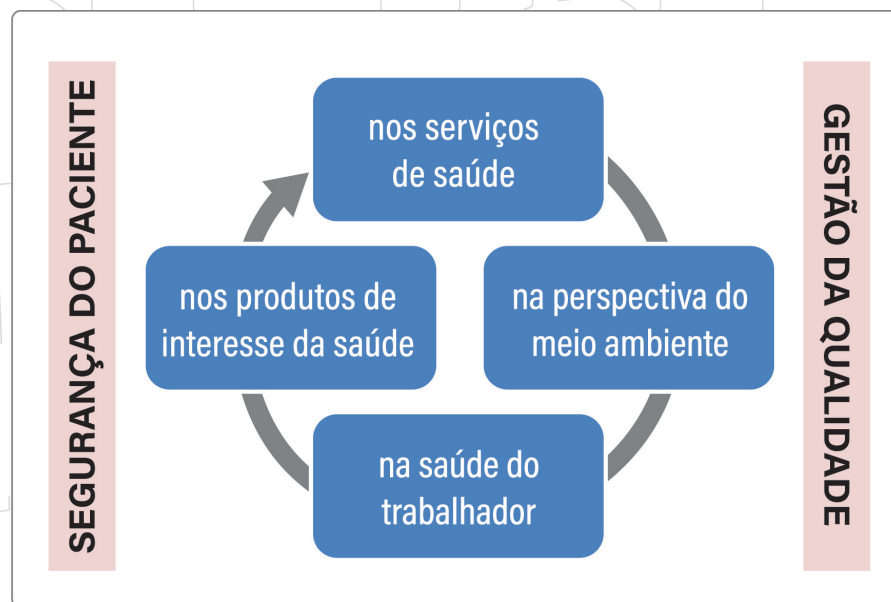 SEGURANÇA DO PACIENTE
nos serviços
de saúde
na perspectiva do
meio ambiente
na saúde do
trabalhador
nos produtos de
interesse da saúde
GESTÃO DA QUALIDADE